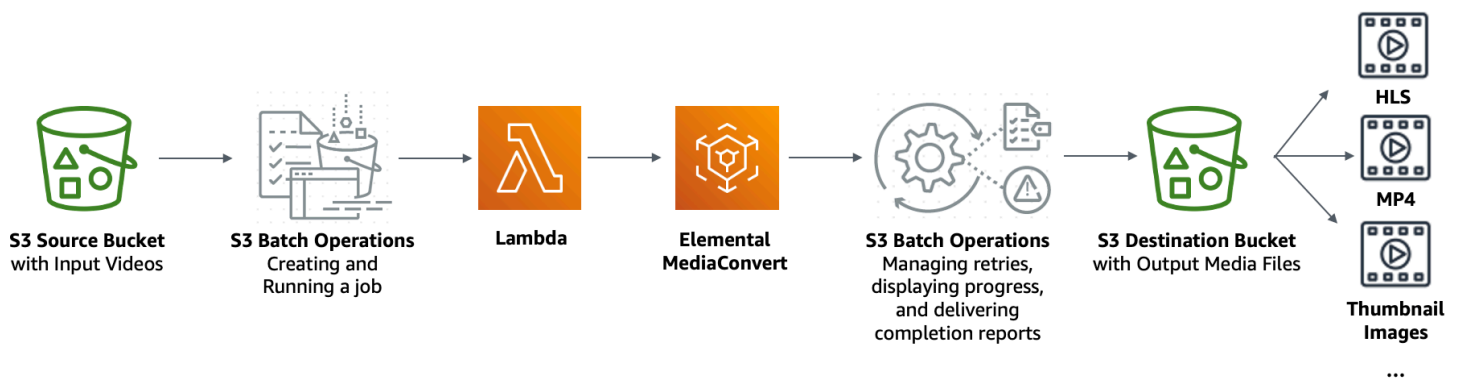 S3 Source Bucket
with Input Videos
S3 Batch Operations
Creating and
Running a job
Lambda
Elemental
MediaConvert
S3 Batch Operations
Managing retries,
displaying progress,
and delivering
completion reports
S3 Destination Bucket
with Output Media Files
HLS
MP4
Thumbnail
Images
...